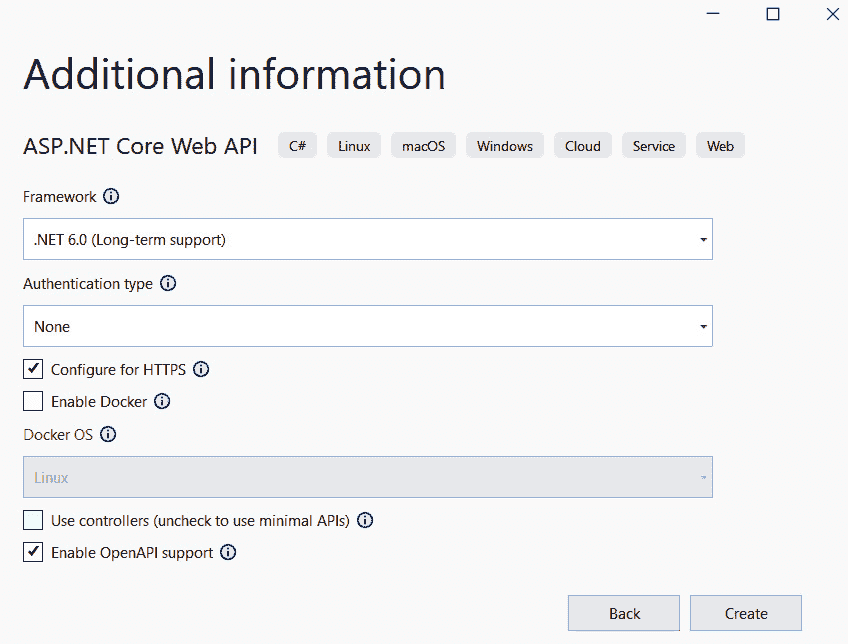 Additional information
ASP.NET Core Web API C# Linux macOS Windows Cloud Service Web
Framework
.NET 6.0 (Long-term support)
Authentication type
None
Configure for HTTPS
Enable Docker
Docker OS
Linux
Use controllers (uncheck to use minimal APIs)
Enable OpenAPI support
Back Create